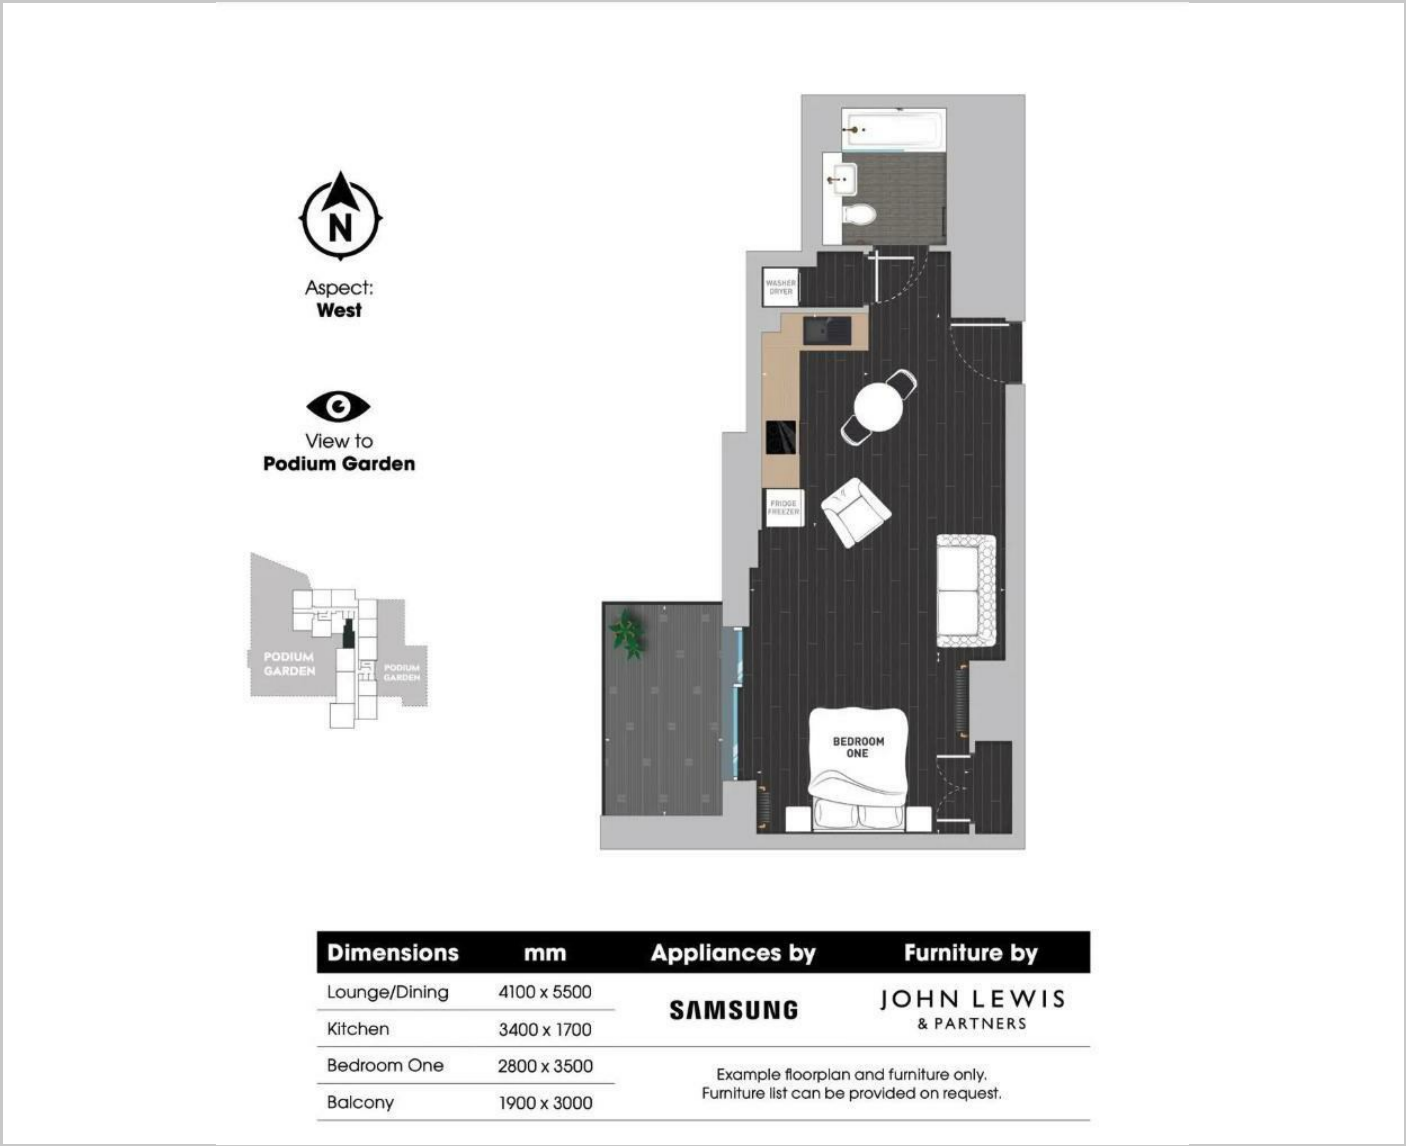 N
Aspect:
West
View to
Podium Garden
PODIUM
GARDEN
PODIUM
GARDEN
WASHER
DRYER
FRIDGE
FREEZER
BEDROOM
ONE
Dimensions mm Appliances by Furniture by
Lounge/Dining 4100 x 5500
SAMSUNG
JOHN LEWIS
& PARTNERS
Kitchen 3400 x 1700
Bedroom One 2800 x 3500
Balcony 1900 x 3000
Example floorplan and furniture only.
Furniture list can be provided on request.